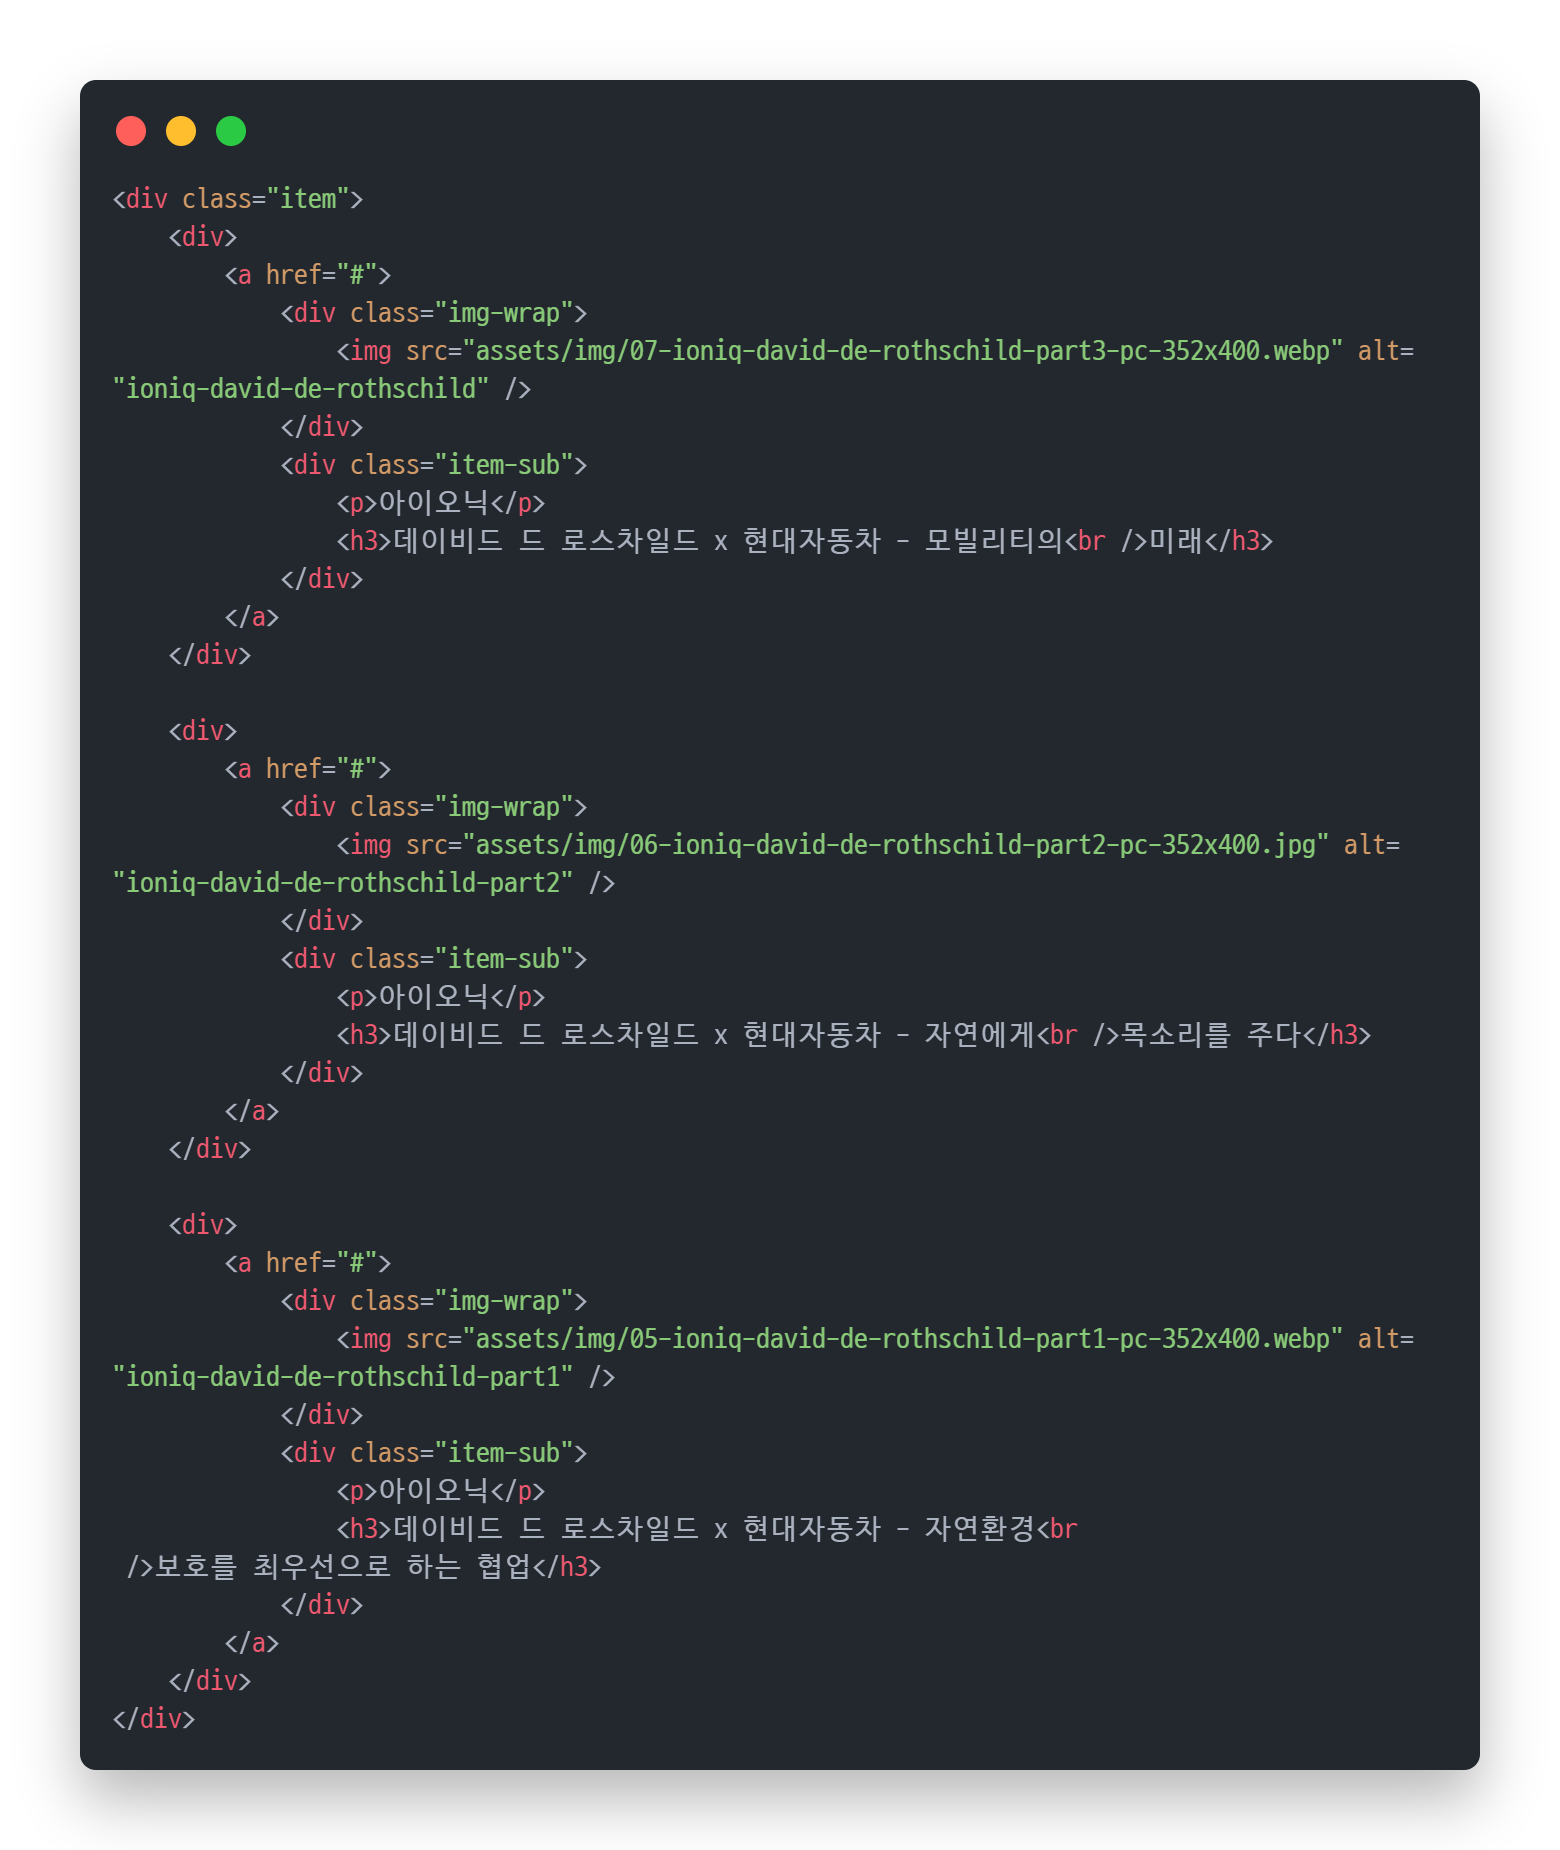 <div class="item">
    <div>
        <a href="#">
            <div class="img-wrap">
                <img src="assets/img/07-ioniq-david-de-rothschild-part3-pc-352x400.webp" alt=
"ioniq-david-de-rothschild" />
            </div>
            <div class="item-sub">
                <p>아이오닉</p>
                <h3>데이비드 드 로스차일드 x 현대자동차 - 모빌리티의<br />미래</h3>
            </div>
        </a>
    </div>

    <div>
        <a href="#">
            <div class="img-wrap">
                <img src="assets/img/06-ioniq-david-de-rothschild-part2-pc-352x400.jpg" alt=
"ioniq-david-de-rothschild-part2" />
            </div>
            <div class="item-sub">
                <p>아이오닉</p>
                <h3>데이비드 드 로스차일드 x 현대자동차 - 자연에게<br />목소리를 주다</h3>
            </div>
        </a>
    </div>

    <div>
        <a href="#">
            <div class="img-wrap">
                <img src="assets/img/05-ioniq-david-de-rothschild-part1-pc-352x400.webp" alt=
"ioniq-david-de-rothschild-part1" />
            </div>
            <div class="item-sub">
                <p>아이오닉</p>
                <h3>데이비드 드 로스차일드 x 현대자동차 - 자연환경<br
 />보호를 최우선으로 하는 협업</h3>
            </div>
        </a>
    </div>
</div>